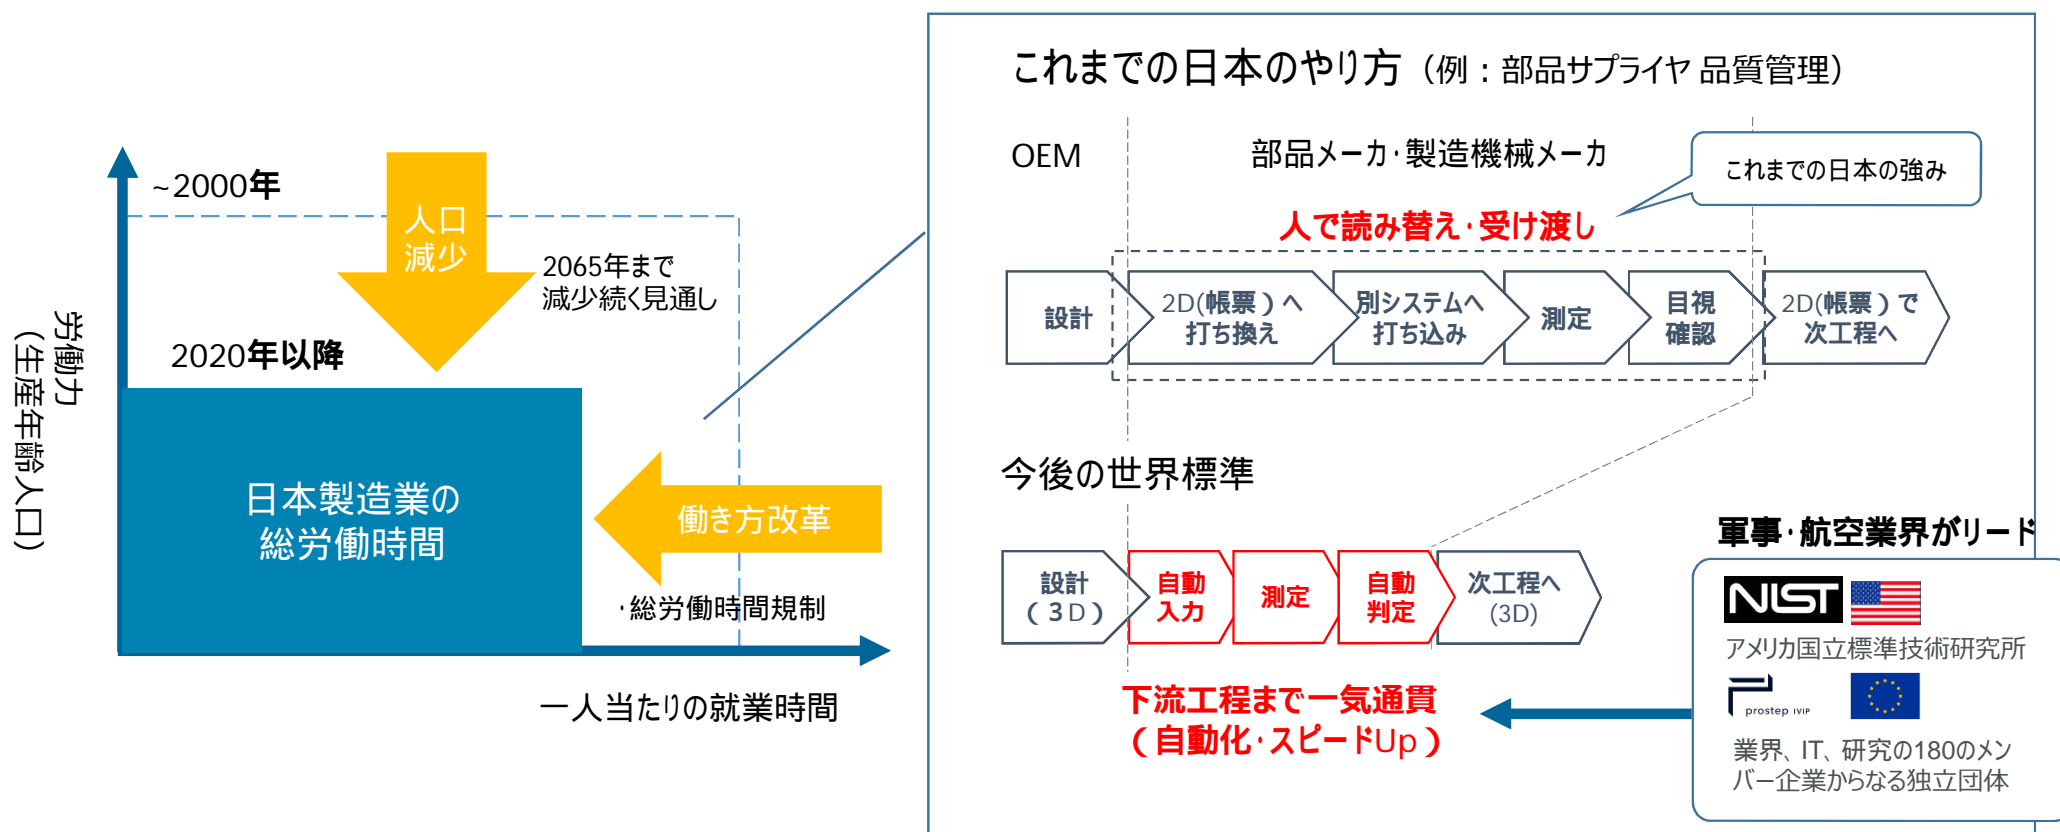 労働力
(生産年齢人口)
~2000年
人口
減少
2065年まで
減少続く見通し
2020年以降
日本製造業の
総労働時間
働き方改革
・総労働時間規制
一人当たりの就業時間
これまでの日本のやり方（例：部品サプライヤ 品質管理）
OEM
部品メーカ・製造機械メーカ
これまでの日本の強み
人で読み替え・受け渡し
設計
2D(帳票)へ
打ち換え
別システムへ
打ち込み
測定
目視
確認
2D(帳票)で
次工程へ
今後の世界標準
設計
(3D)
自動
入力
測定
自動
判定
次工程へ
(3D)
下流工程まで一気通貫
(自動化・スピードUp)
軍事・航空業界がリード
NIST
アメリカ国立標準技術研究所
prostep IVIP
業界、IT、研究の180のメン
バー企業からなる独立団体